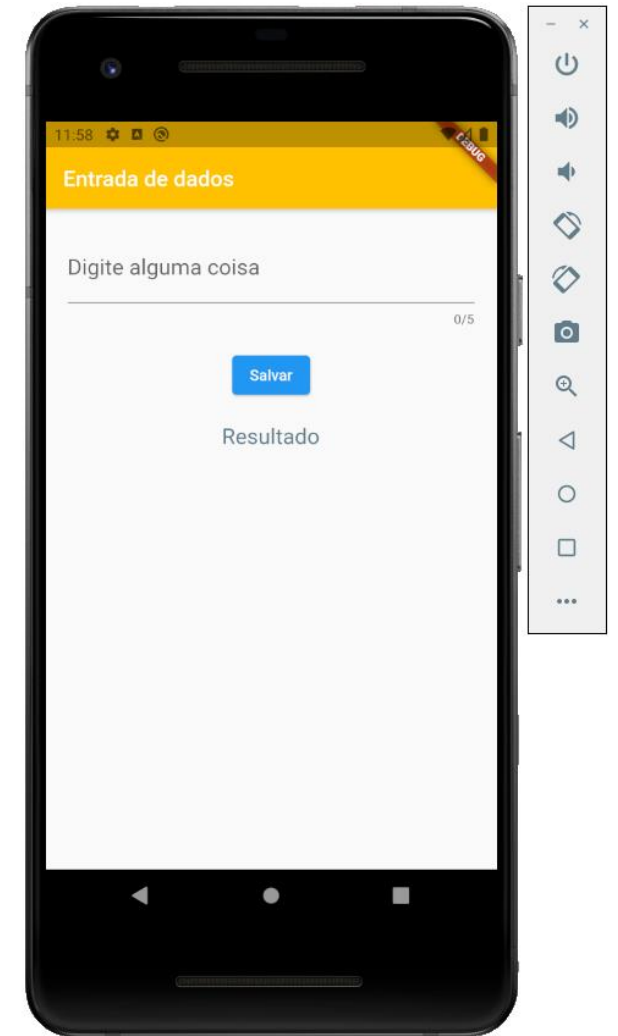 11:58
DEBUG
Entrada de dados
Digite alguma coisa
0/5
Salvar
Resultado